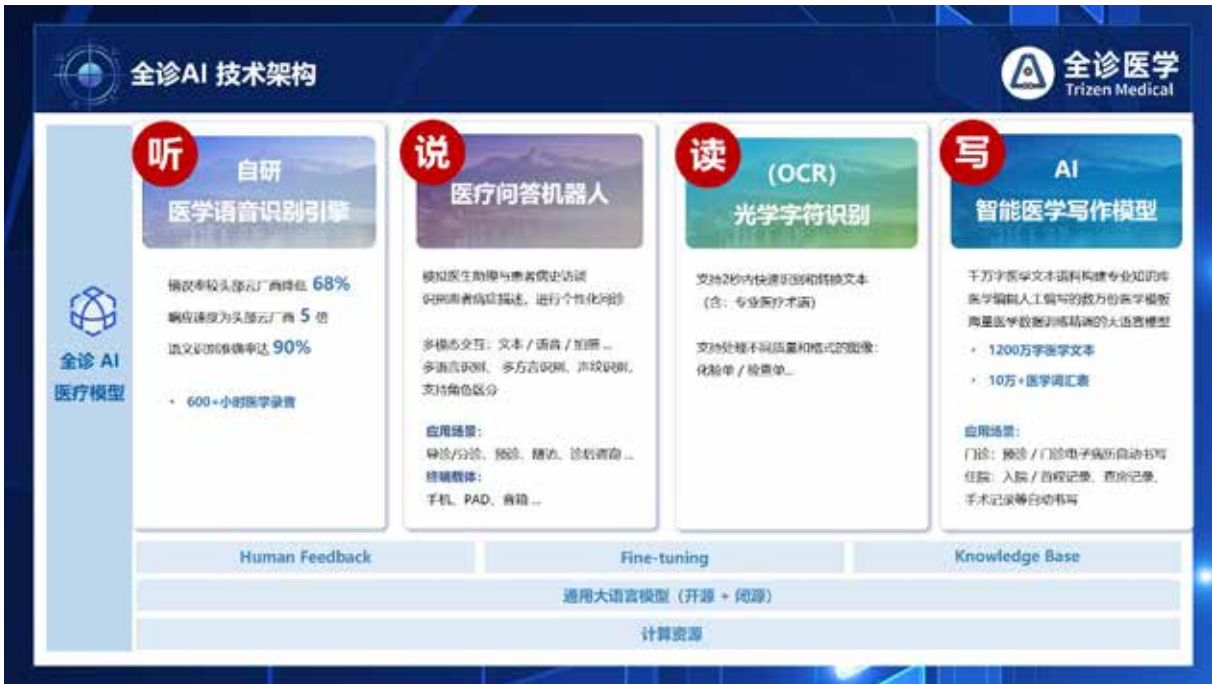 全诊AI 技术架构
全诊医学
Trizen Medical
全诊 AI
医疗模型
听
自研
医学语音识别引擎
错误率较头部云厂商降低 68%
响应速度为头部云厂商 5 倍
语义识别准确率达 90%
• 600+小时医学录音
说
医疗问答机器人
模拟医生助理与患者病史访谈
识别患者病症描述，进行个性化问诊
多模态交互：文本 / 语音 / 拍照 ...
多语言识别、多方言识别、声纹识别，
支持角色区分
应用场景：
导诊/分诊、预诊、随访、诊后咨询 ...
终端载体：
手机、PAD、音箱 ...
读
(OCR)
光学字符识别
支持2秒内快速识别和转换文本
（含：专业医疗术语）
支持处理不同质量和格式的图像：
化验单 / 检查单...
写
AI
智能医学写作模型
千万字医学文本语料构建专业知识库
医学编辑人工编写的数万份医学模板
海量医学数据训练精调的大语言模型
• 1200万字医学文本
• 10万+医学词汇表
应用场景：
门诊：预诊 / 门诊电子病历自动书写
住院：入院 / 首程记录、查房记录、
手术记录等自动书写
Human Feedback
Fine-tuning
Knowledge Base
通用大语言模型（开源 + 闭源）
计算资源